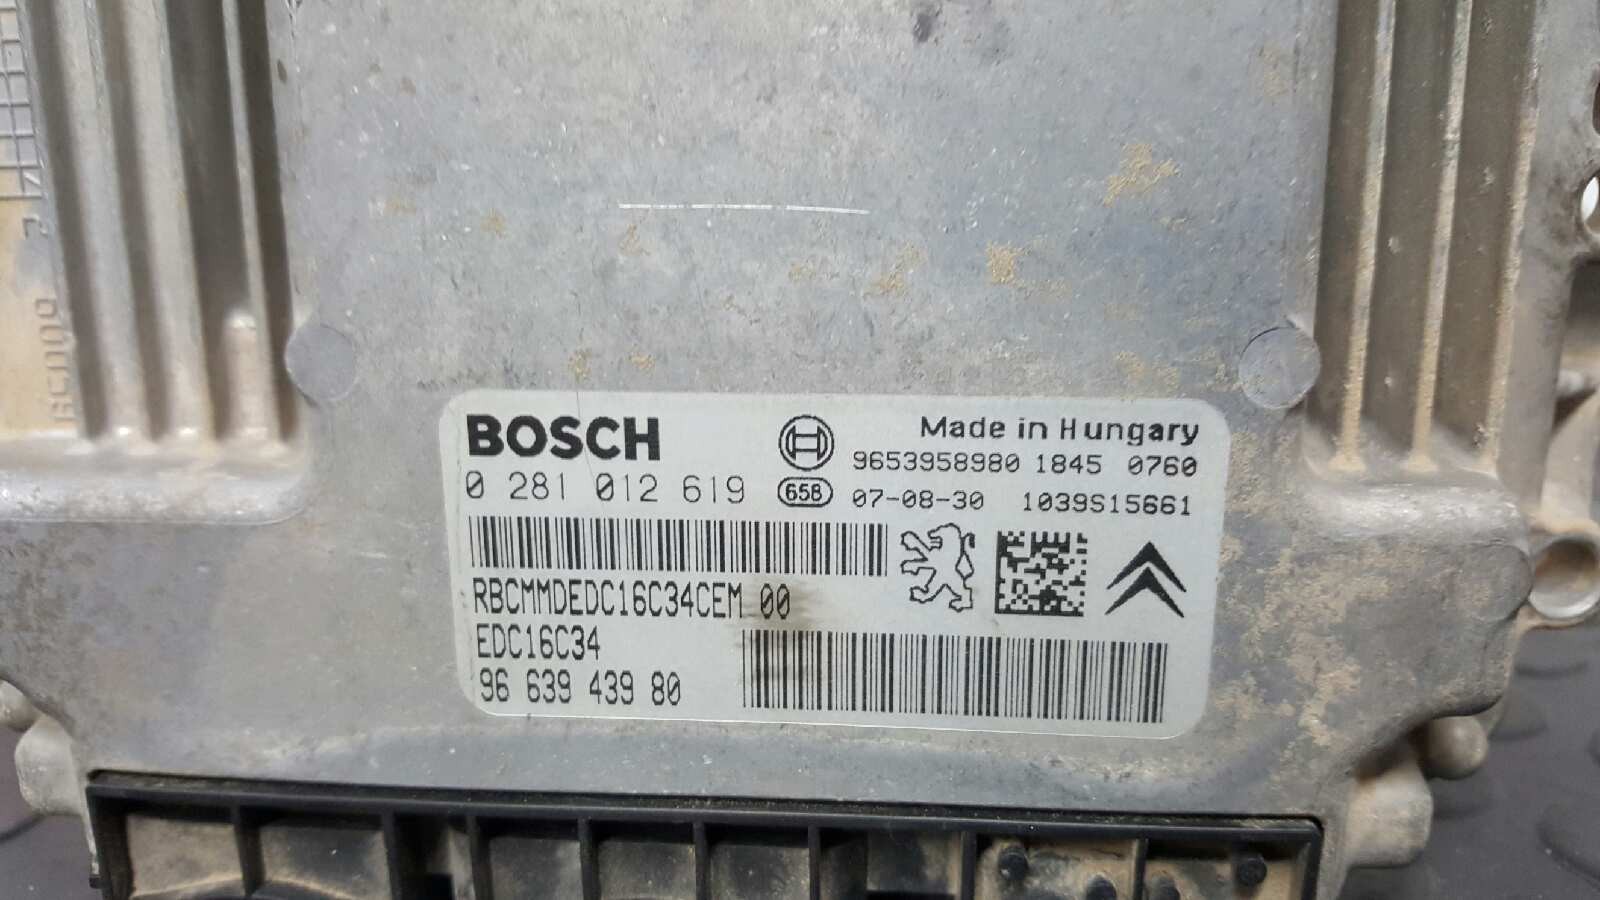 BOSCH
Made in Hungary
9653958980 1845 0760
0 281 012 619
658
07-08-30 1039S15661
RBCMMDEDC16C34CEM 00
EDC16C34
96 639 439 80